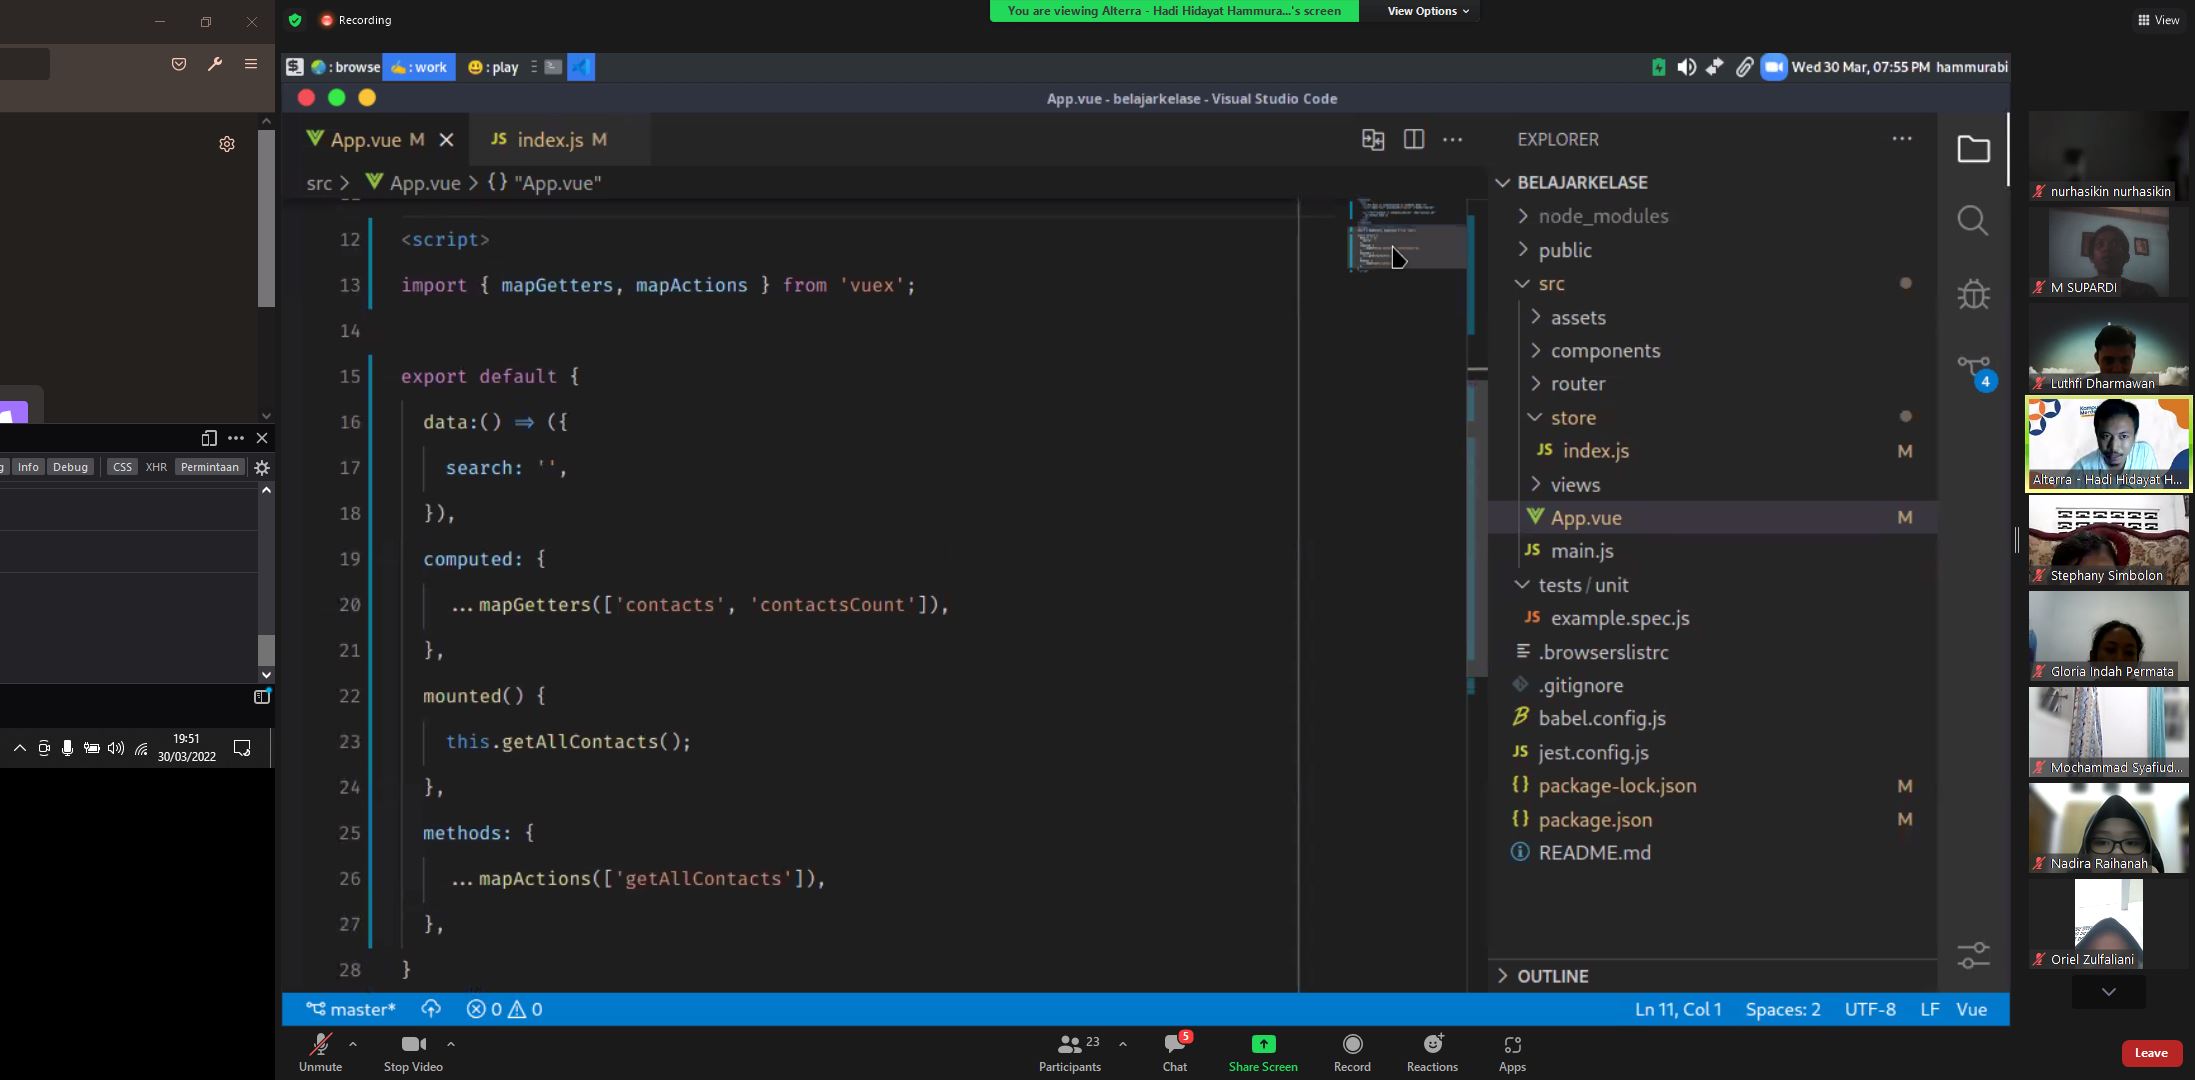 Recording
You are viewing Alterra - Hadi Hidayat Hammura...'s screen
View Options
View
: browse
: work
: play
Wed 30 Mar, 07:55 PM hammurabi
App.vue - belajarkelase - Visual Studio Code
App.vue M
JS index.js M
src > App.vue > {} "App.vue"
12 <script>
13 import { mapGetters, mapActions } from 'vuex';
14
15 export default {
16 data:() => ({
17 search: '',
18 }),
19 computed: {
20 ...mapGetters(['contacts', 'contactsCount']),
21 },
22 mounted() {
23 this.getAllContacts();
24 },
25 methods: {
26 ...mapActions(['getAllContacts']),
27 },
28 }
EXPLORER
BELAJARKELASE
node_modules
public
src
assets
components
router
store
JS index.js M
views
App.vue M
JS main.js
tests / unit
JS example.spec.js
.browserslistrc
.gitignore
babel.config.js
JS jest.config.js
{} package-lock.json M
{} package.json M
README.md
OUTLINE
4
master*
0
0
Ln 11, Col 1
Spaces: 2
UTF-8
LF
Vue
Info
Debug
CSS
XHR
Permintaan
19:51
30/03/2022
nurhasikin nurhasikin
M SUPARDI
Luthfi Dharmawan
Alterra - Hadi Hidayat H...
Stephany Simbolon
Gloria Indah Permata
Mochammad Syafiud...
Nadira Raihanah
Oriel Zulfaliani
Unmute
Stop Video
Participants
23
Chat
5
Share Screen
Record
Reactions
Apps
Leave